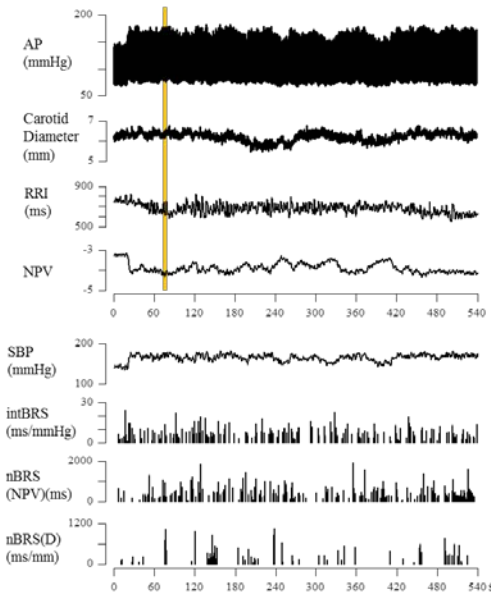 200
AP
(mmHg)
50
Carotid
Diameter
(mm)
7
5
RRI
(ms)
900
500
NPV
-3
-5
0 60 120 180 240 300 360 420 480 540
SBP
(mmHg)
200
100
intBRS
(ms/mmHg)
30
0
nBRS
(NPV)(ms)
2000
0
nBRS(D)
(ms/mm)
1200
0
0 60 120 180 240 300 360 420 480 540 s